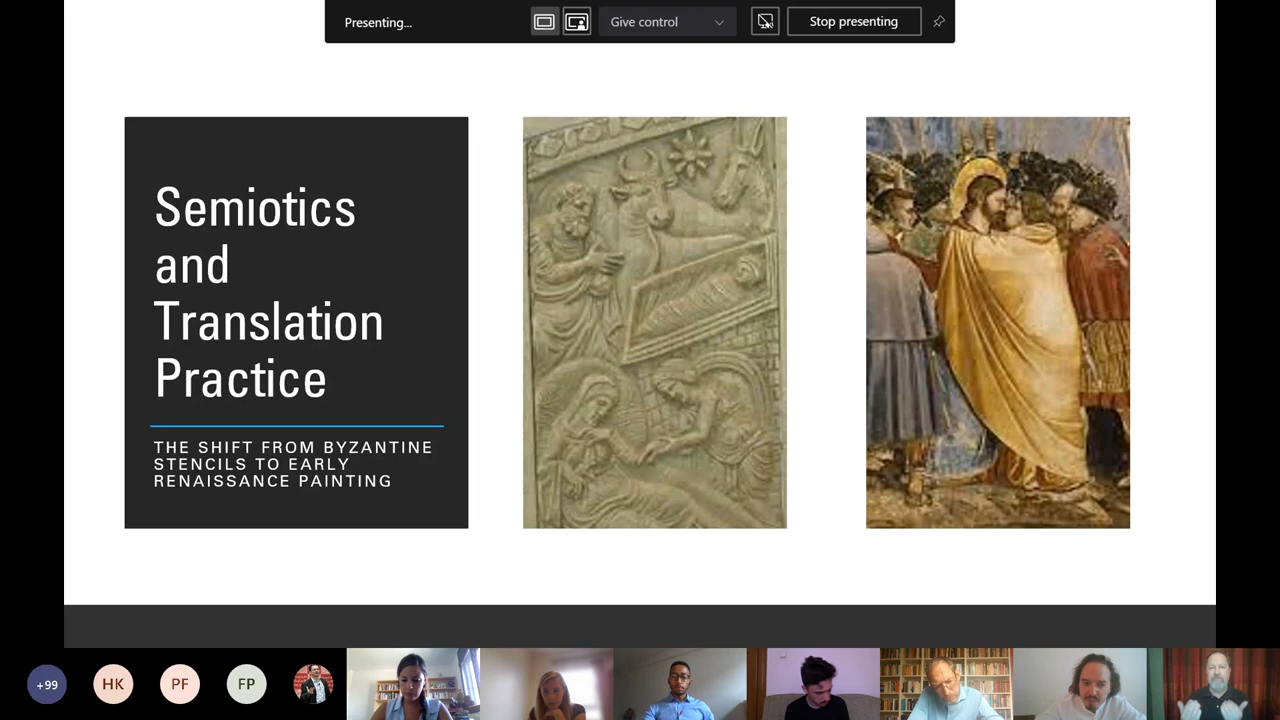 Presenting...
Give control
Stop presenting
Semiotics
and
Translation
Practice
THE SHIFT FROM BYZANTINE
STENCILS TO EARLY
RENAISSANCE PAINTING
+99
HK
PF
FP